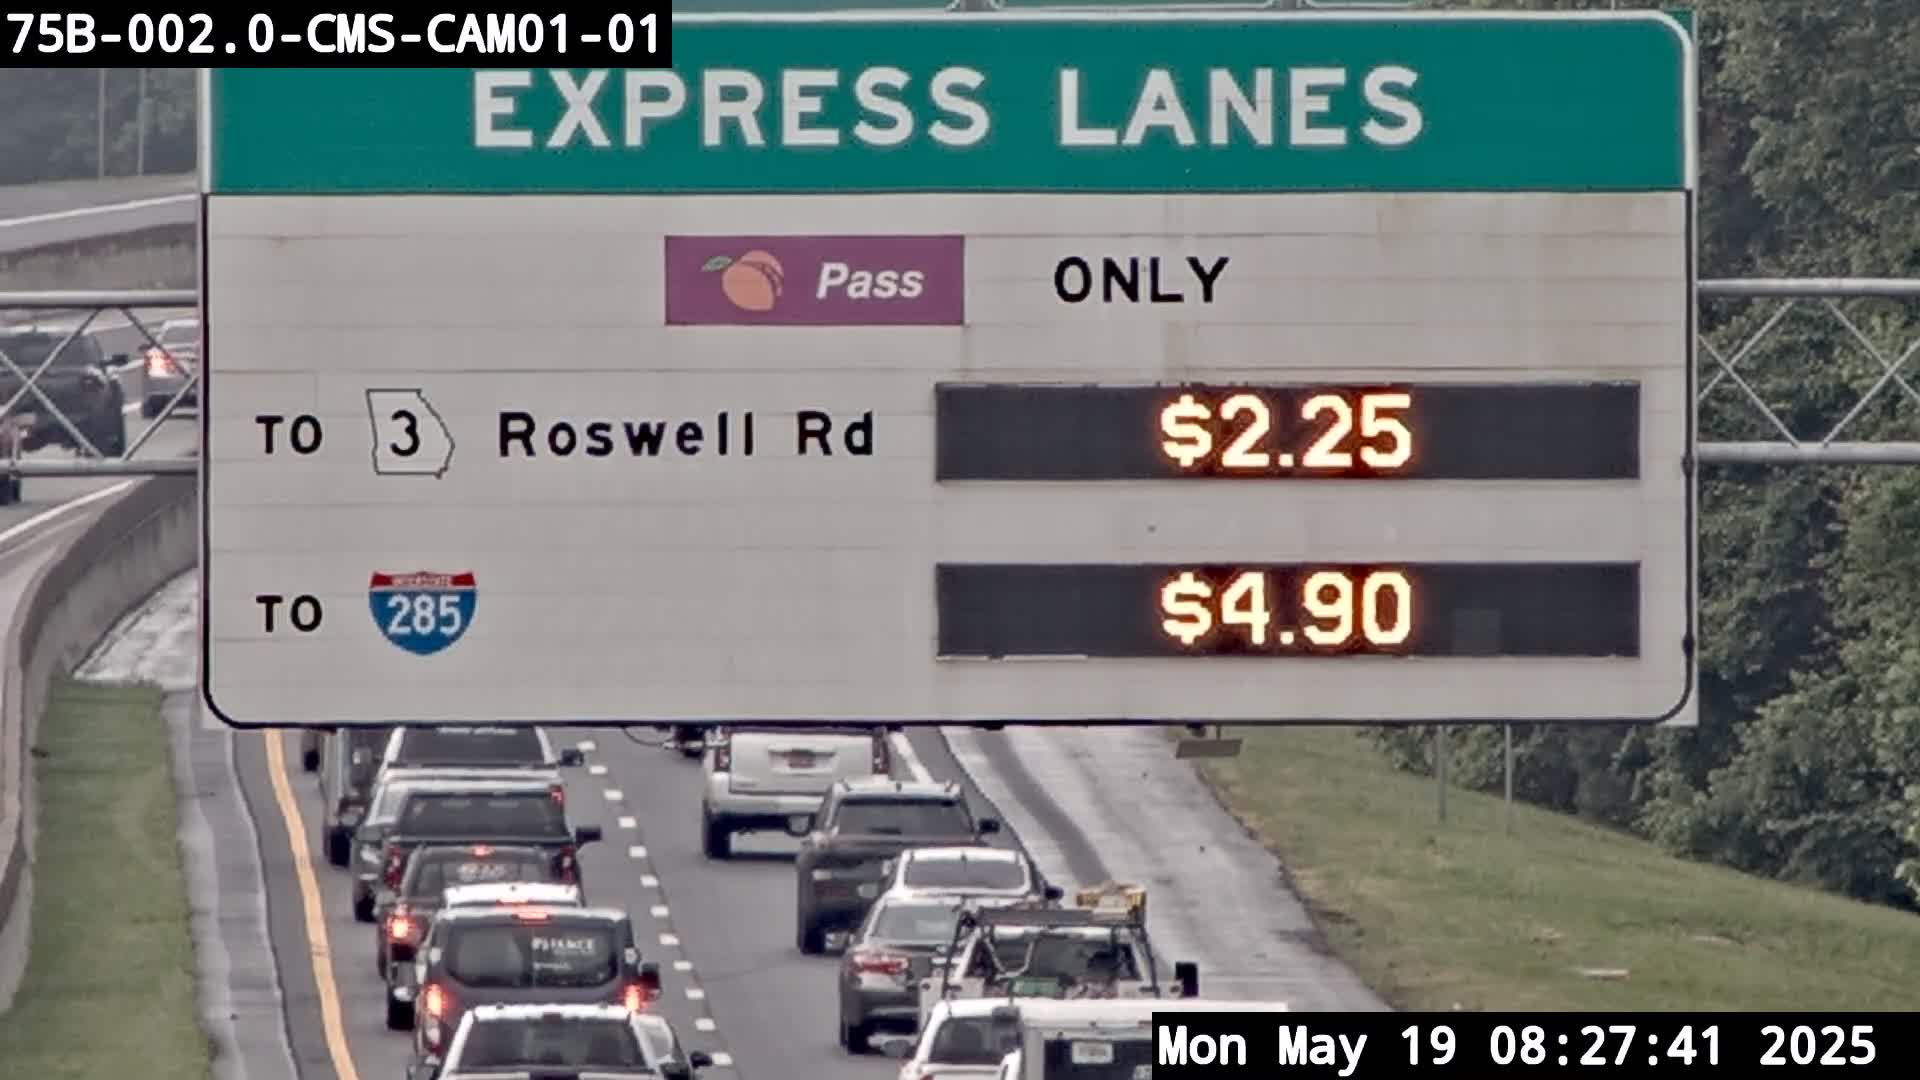 75B-002.0-CMS-CAM01-01
EXPRESS LANES
Pass ONLY
TO 3 Roswell Rd $2.25
TO INTERSTATE 285 $4.90
Mon May 19 08:27:41 2025